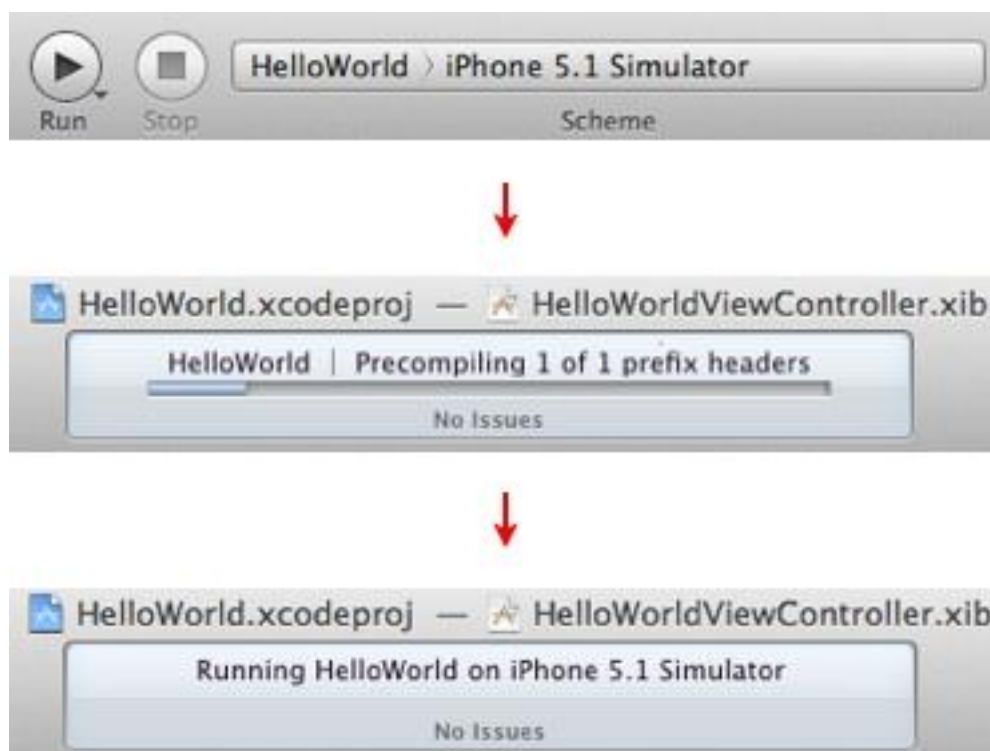 HelloWorld 〉 iPhone 5.1 Simulator
Run Stop Scheme
HelloWorld.xcodeproj — HelloWorldViewController.xib
HelloWorld | Precompiling 1 of 1 prefix headers
No Issues
HelloWorld.xcodeproj — HelloWorldViewController.xib
Running HelloWorld on iPhone 5.1 Simulator
No Issues